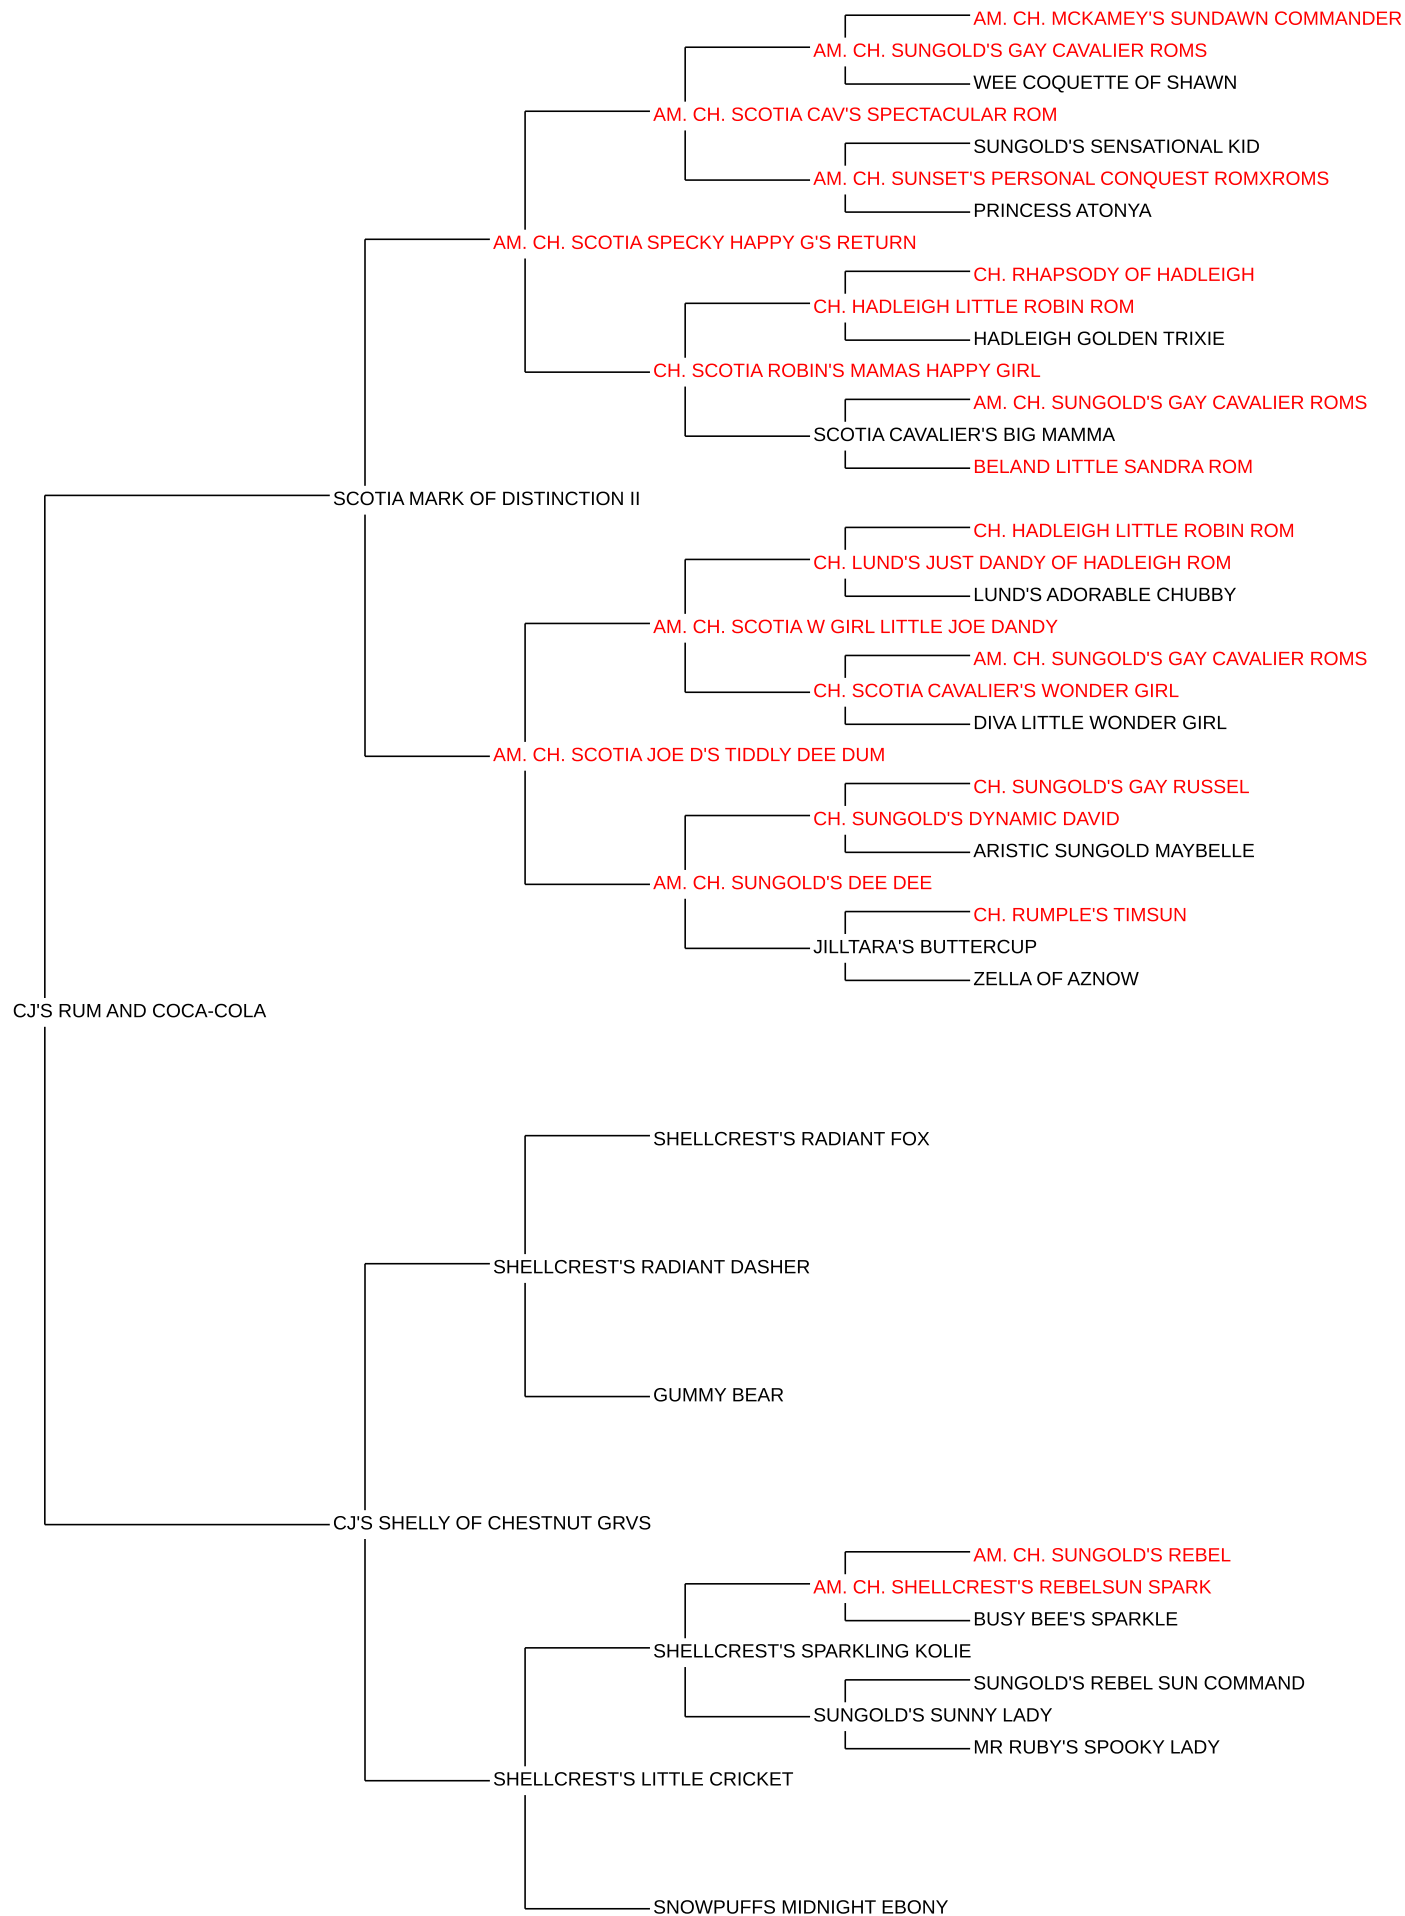 AM. CH. MCKAMEY'S SUNDAWN COMMANDER
AM. CH. SUNGOLD'S GAY CAVALIER ROMS
WEE COQUETTE OF SHAWN
AM. CH. SCOTIA CAV'S SPECTACULAR ROM
SUNGOLD'S SENSATIONAL KID
AM. CH. SUNSET'S PERSONAL CONQUEST ROMXROMS
PRINCESS ATONYA
AM. CH. SCOTIA SPECKY HAPPY G'S RETURN
CH. RHAPSODY OF HADLEIGH
CH. HADLEIGH LITTLE ROBIN ROM
HADLEIGH GOLDEN TRIXIE
CH. SCOTIA ROBIN'S MAMAS HAPPY GIRL
AM. CH. SUNGOLD'S GAY CAVALIER ROMS
SCOTIA CAVALIER'S BIG MAMMA
BELAND LITTLE SANDRA ROM
SCOTIA MARK OF DISTINCTION II
CH. HADLEIGH LITTLE ROBIN ROM
CH. LUND'S JUST DANDY OF HADLEIGH ROM
LUND'S ADORABLE CHUBBY
AM. CH. SCOTIA W GIRL LITTLE JOE DANDY
AM. CH. SUNGOLD'S GAY CAVALIER ROMS
CH. SCOTIA CAVALIER'S WONDER GIRL
DIVA LITTLE WONDER GIRL
AM. CH. SCOTIA JOE D'S TIDDLY DEE DUM
CH. SUNGOLD'S GAY RUSSEL
CH. SUNGOLD'S DYNAMIC DAVID
ARISTIC SUNGOLD MAYBELLE
AM. CH. SUNGOLD'S DEE DEE
CH. RUMPLE'S TIMSUN
JILLTARA'S BUTTERCUP
ZELLA OF AZNOW
CJ'S RUM AND COCA-COLA
SHELLCREST'S RADIANT FOX
SHELLCREST'S RADIANT DASHER
GUMMY BEAR
CJ'S SHELLY OF CHESTNUT GRVS
AM. CH. SUNGOLD'S REBEL
AM. CH. SHELLCREST'S REBELSUN SPARK
BUSY BEE'S SPARKLE
SHELLCREST'S SPARKLING KOLIE
SUNGOLD'S REBEL SUN COMMAND
SUNGOLD'S SUNNY LADY
MR RUBY'S SPOOKY LADY
SHELLCREST'S LITTLE CRICKET
SNOWPUFFS MIDNIGHT EBONY